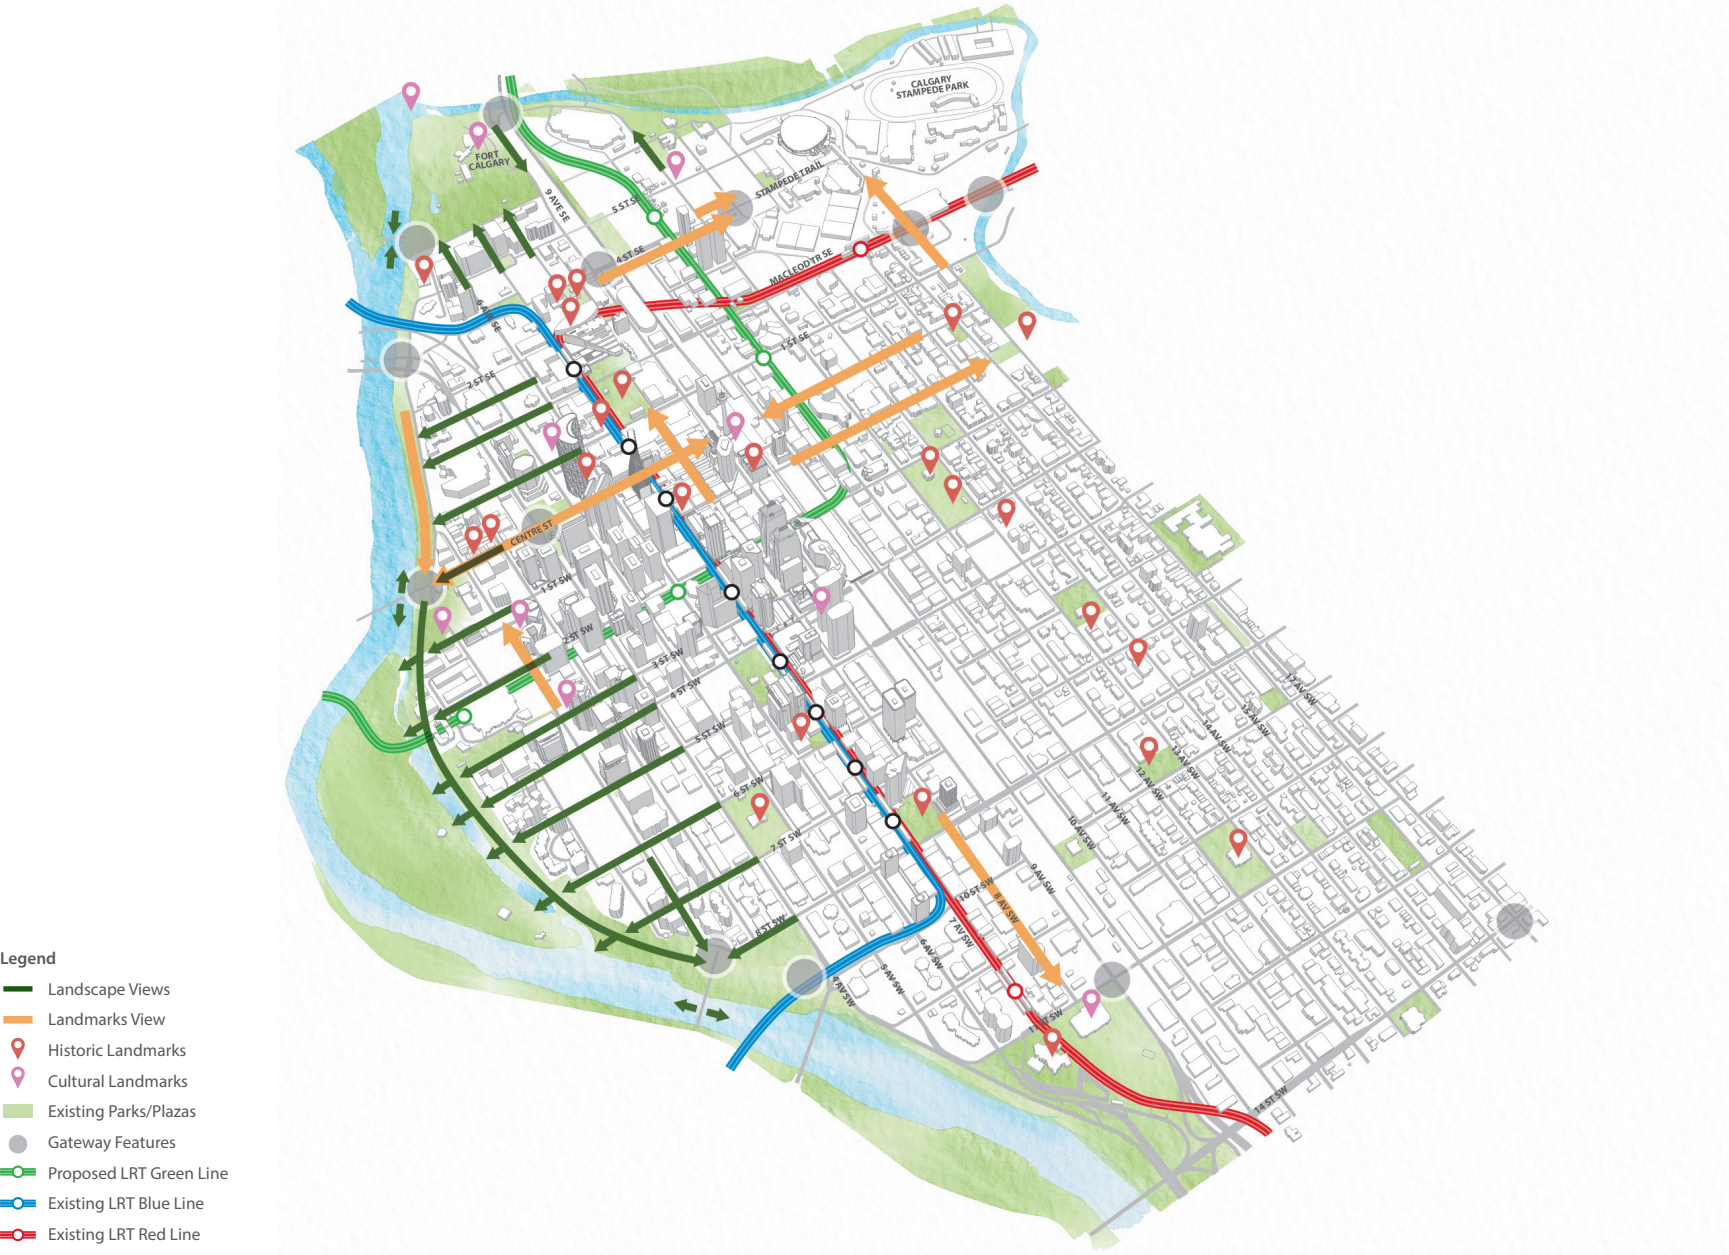 CALGARY
STAMPEDE PARK
FORT
CALGARY
9 AVE SE
5 ST SE
STAMPEDE TRAIL
4 ST SE
MACLEOD TR SE
6 AVE SE
1 ST SE
2 ST SE
CENTRE ST
1 ST SW
2 ST SW
3 ST SW
4 ST SW
5 ST SW
6 ST SW
7 ST SW
8 ST SW
17 AV SW
15 AV SW
14 AV SW
13 AV SW
12 AV SW
11 AV SW
10 AV SW
9 AV SW
10 ST SW
8 AV SW
7 AV SW
6 AV SW
5 AV SW
4 AV SW
11 ST SW
14 ST SW
Legend
Landscape Views
Landmarks View
Historic Landmarks
Cultural Landmarks
Existing Parks/Plazas
Gateway Features
Proposed LRT Green Line
Existing LRT Blue Line
Existing LRT Red Line